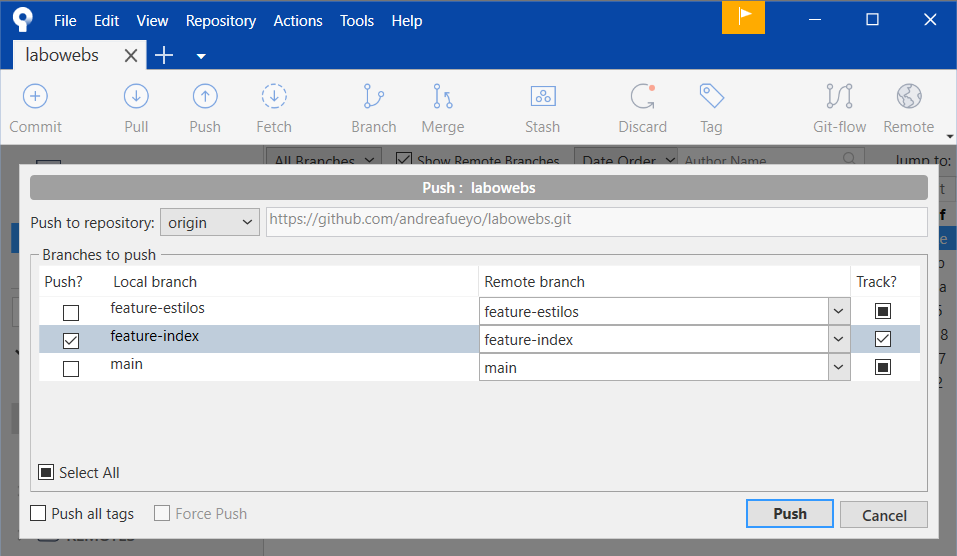 File Edit View Repository Actions Tools Help
labowebs
Commit Pull Push Fetch Branch Merge Stash Discard Tag Git-flow Remote
All Branches Show Remote Branches Date Order Author Name Jump to:
Push : labowebs
Push to repository: origin https://github.com/andreafueyo/labowebs.git
Branches to push
Push? Local branch Remote branch Track?
feature-estilos feature-estilos
feature-index feature-index
main main
Select All
Push all tags Force Push Push Cancel
REMOTES